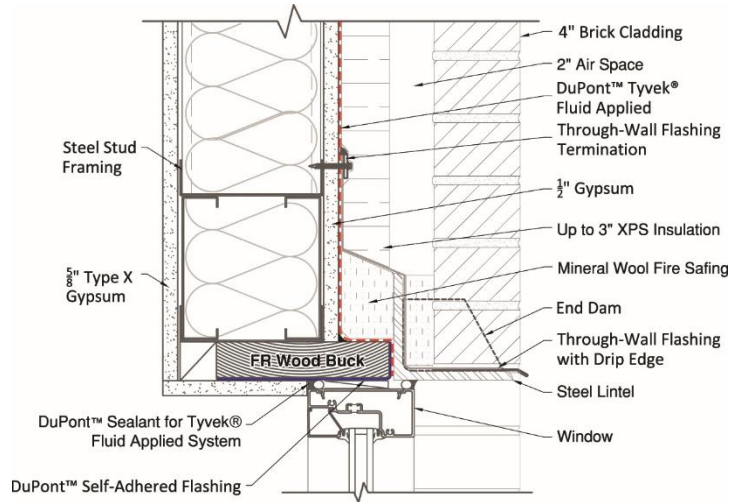 4" Brick Cladding
2" Air Space
DuPont™ Tyvek®
Fluid Applied
Through-Wall Flashing
Termination
½" Gypsum
Up to 3" XPS Insulation
Mineral Wool Fire Safing
End Dam
Through-Wall Flashing
with Drip Edge
Steel Lintel
Window
Steel Stud
Framing
⅝" Type X
Gypsum
FR Wood Buck
DuPont™ Sealant for Tyvek®
Fluid Applied System
DuPont™ Self-Adhered Flashing